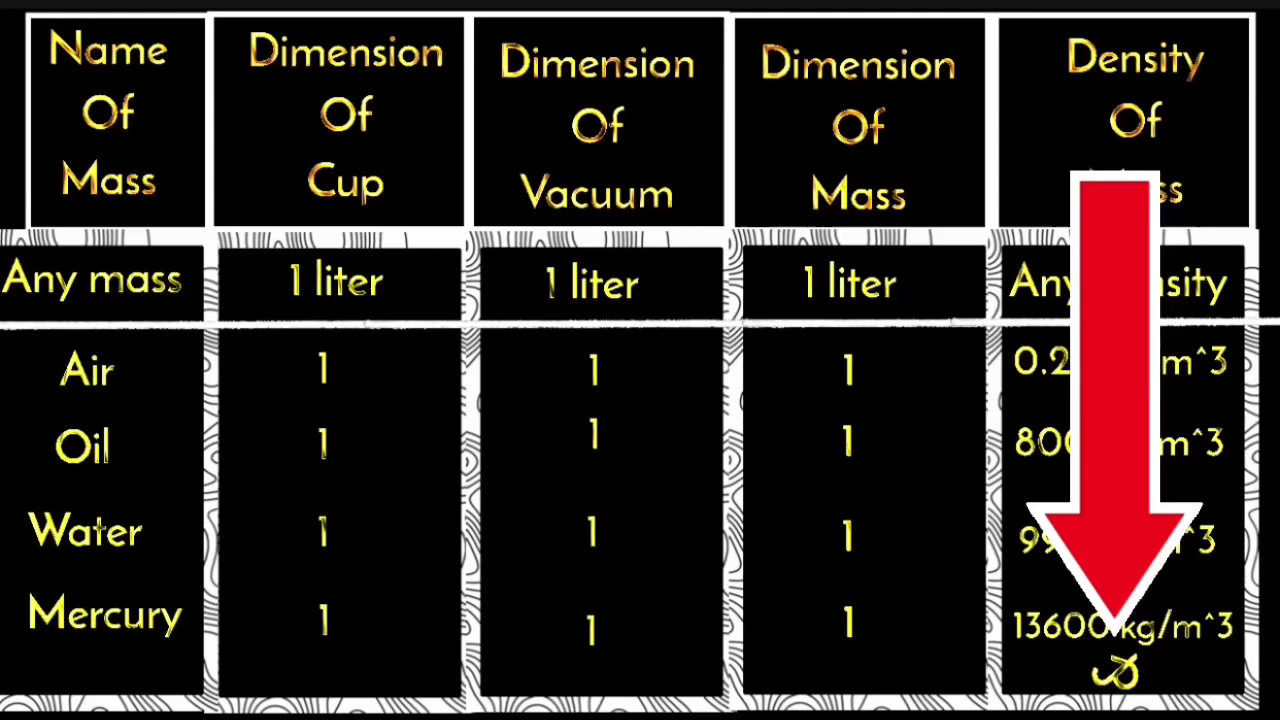 Name Of Mass
Dimension Of Cup
Dimension Of Vacuum
Dimension Of Mass
Density Of
Any mass 1 liter 1 liter 1 liter
Air 1 1 1
Oil 1 1 1
Water 1 1 1
Mercury 1 1 1 13600 kg/m^3